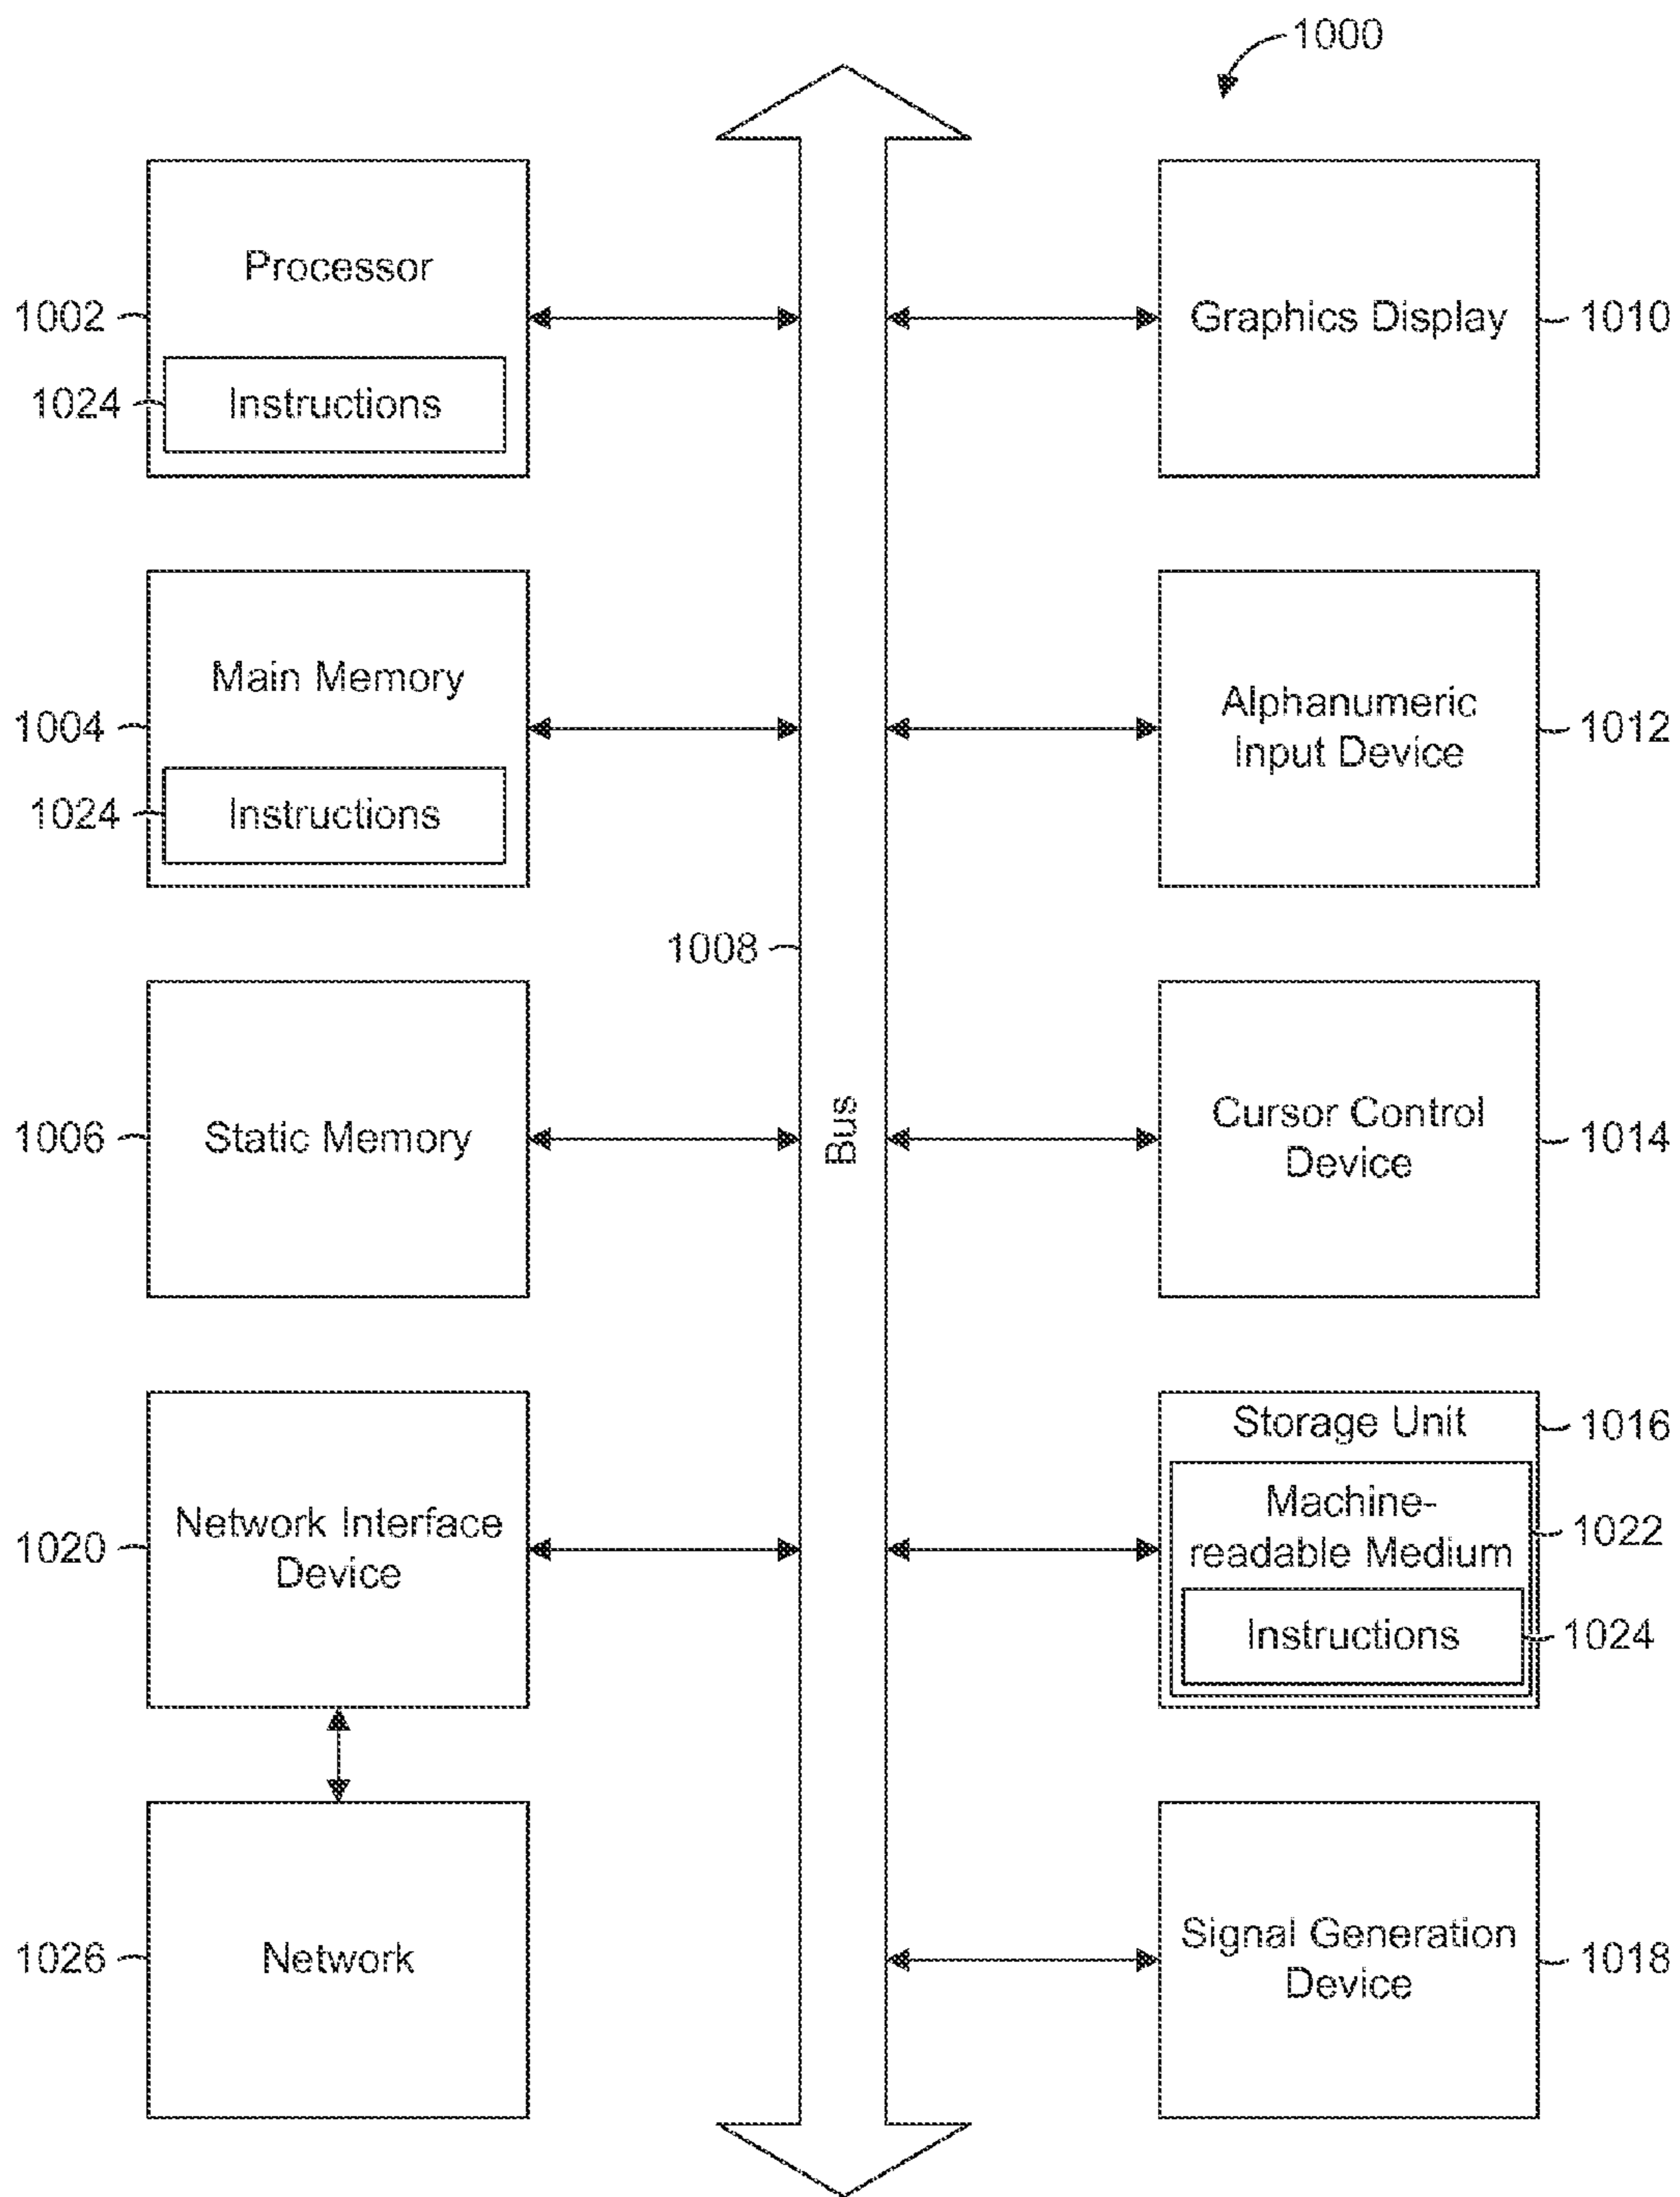 1000
Processor
1002
1024
Instructions
Graphics Display
1010
Main Memory
1004
1024
Instructions
Alphanumeric
Input Device
1012
1008
Bus
Static Memory
1006
Cursor Control
Device
1014
Network Interface
Device
1020
Storage Unit
1016
Machine-
readable Medium
1022
Instructions
1024
Network
1026
Signal Generation
Device
1018